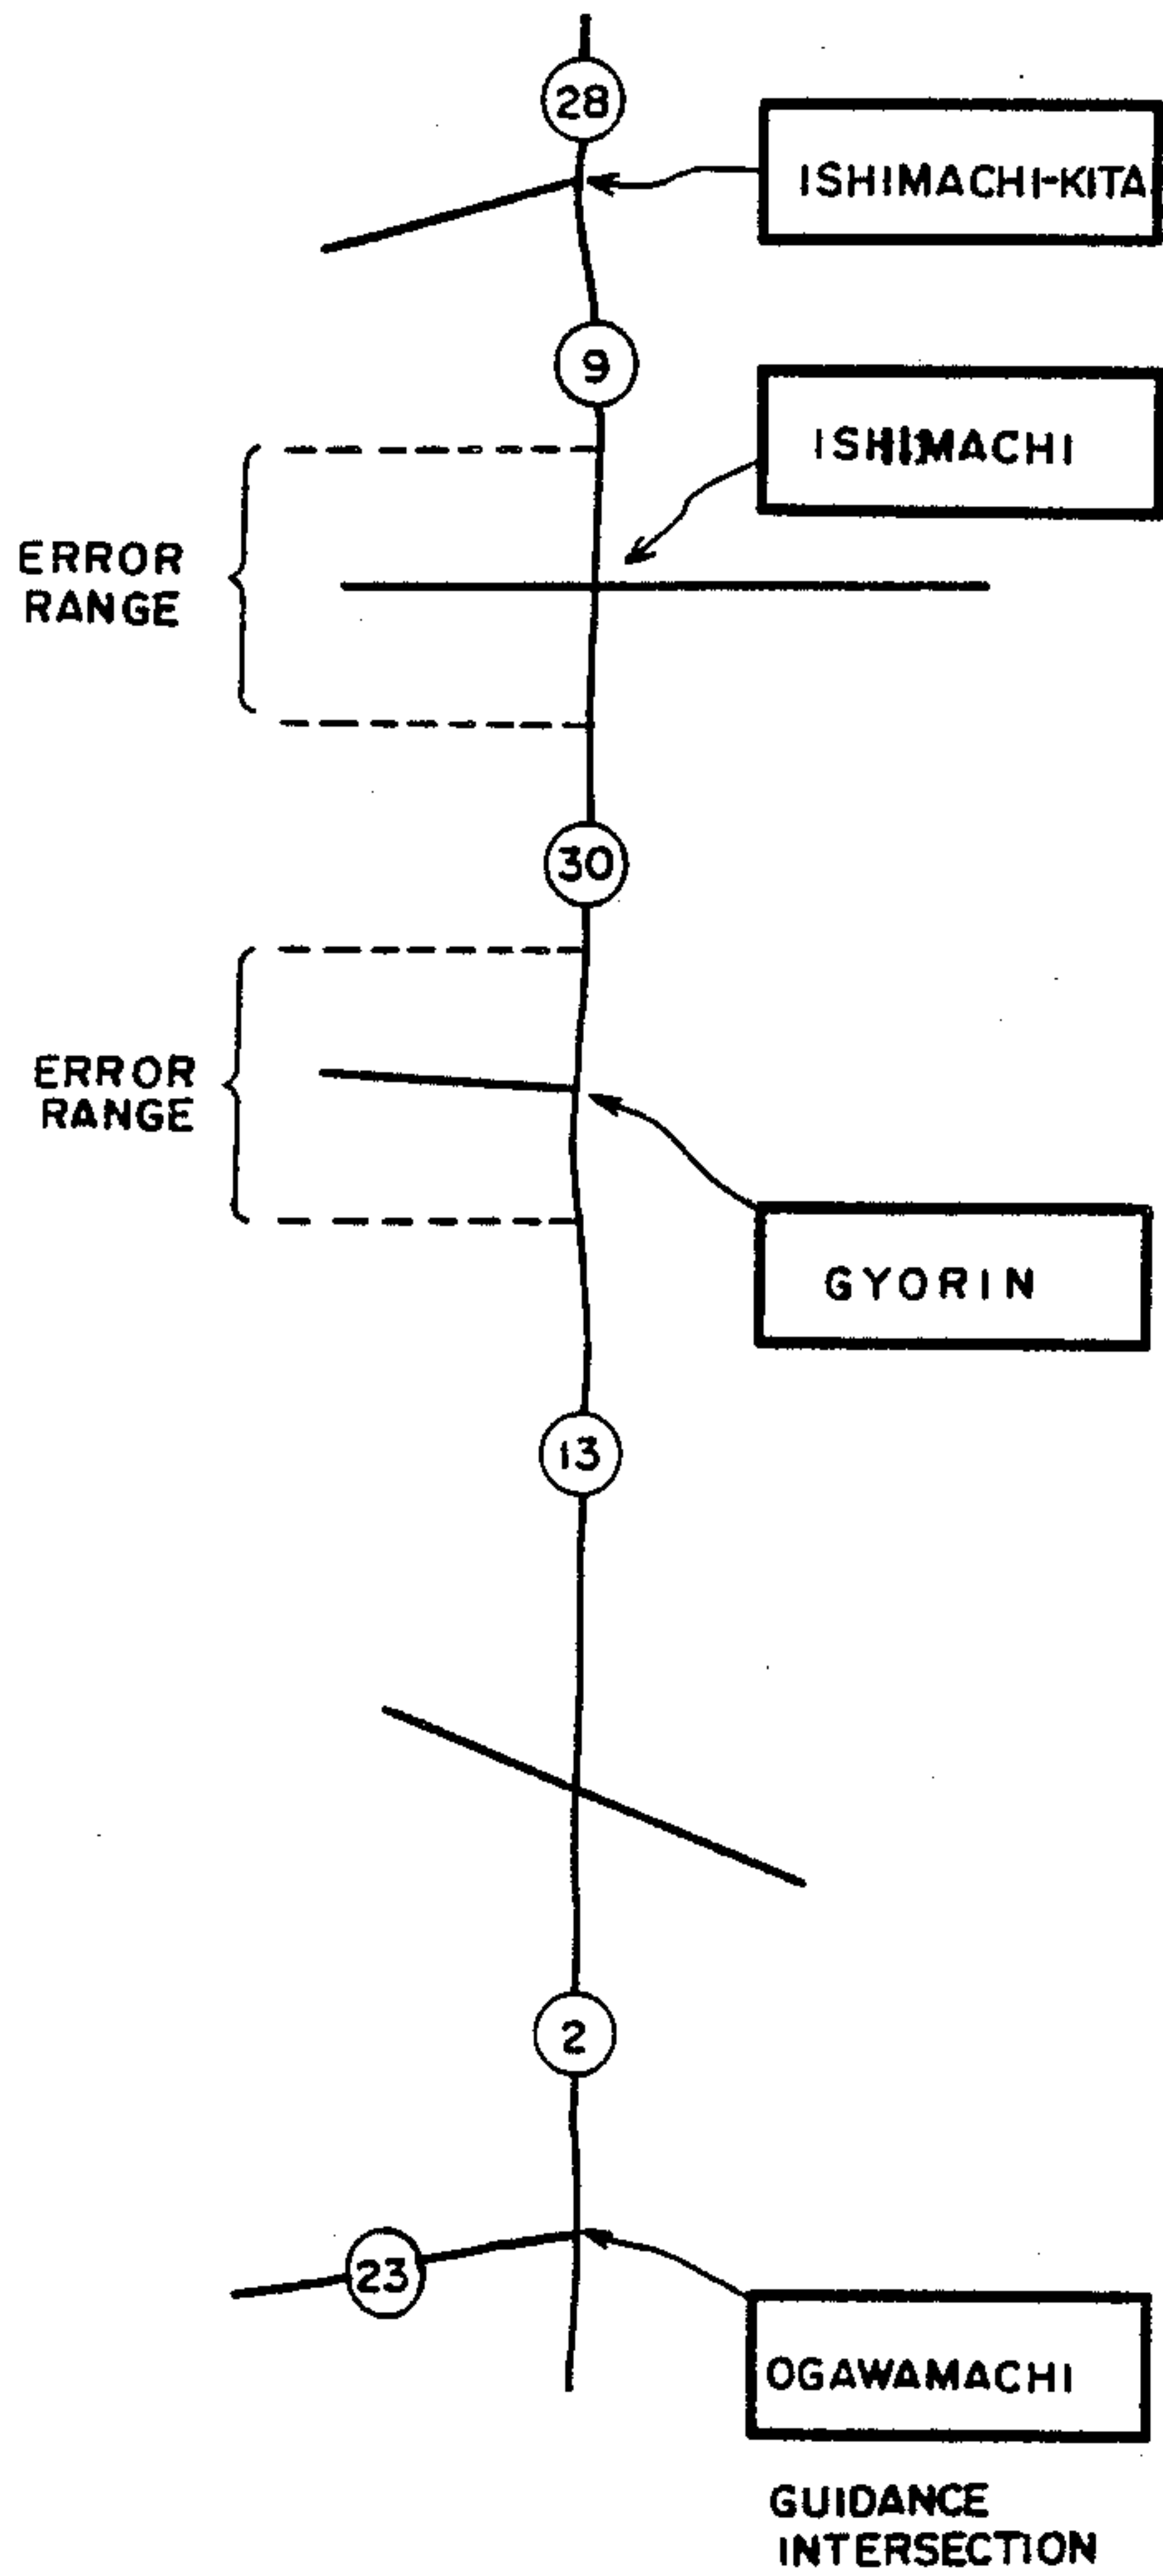 28
ISHIMACHI-KITA
9
ISHIMACHI
ERROR
RANGE
30
ERROR
RANGE
GYORIN
13
2
23
OGAWAMACHI
GUIDANCE
INTERSECTION